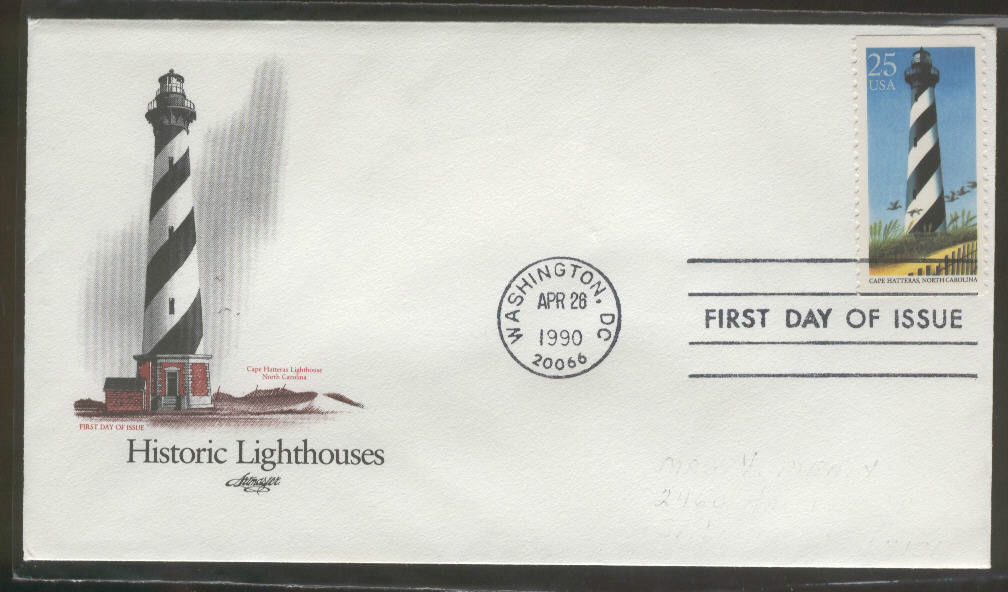 25
USA
CAPE HATTERAS, NORTH CAROLINA
WASHINGTON, DC
APR 26
1990
20066
FIRST DAY OF ISSUE
Cape Hatteras Lighthouse
North Carolina
FIRST DAY OF ISSUE
Historic Lighthouses
Artmaster